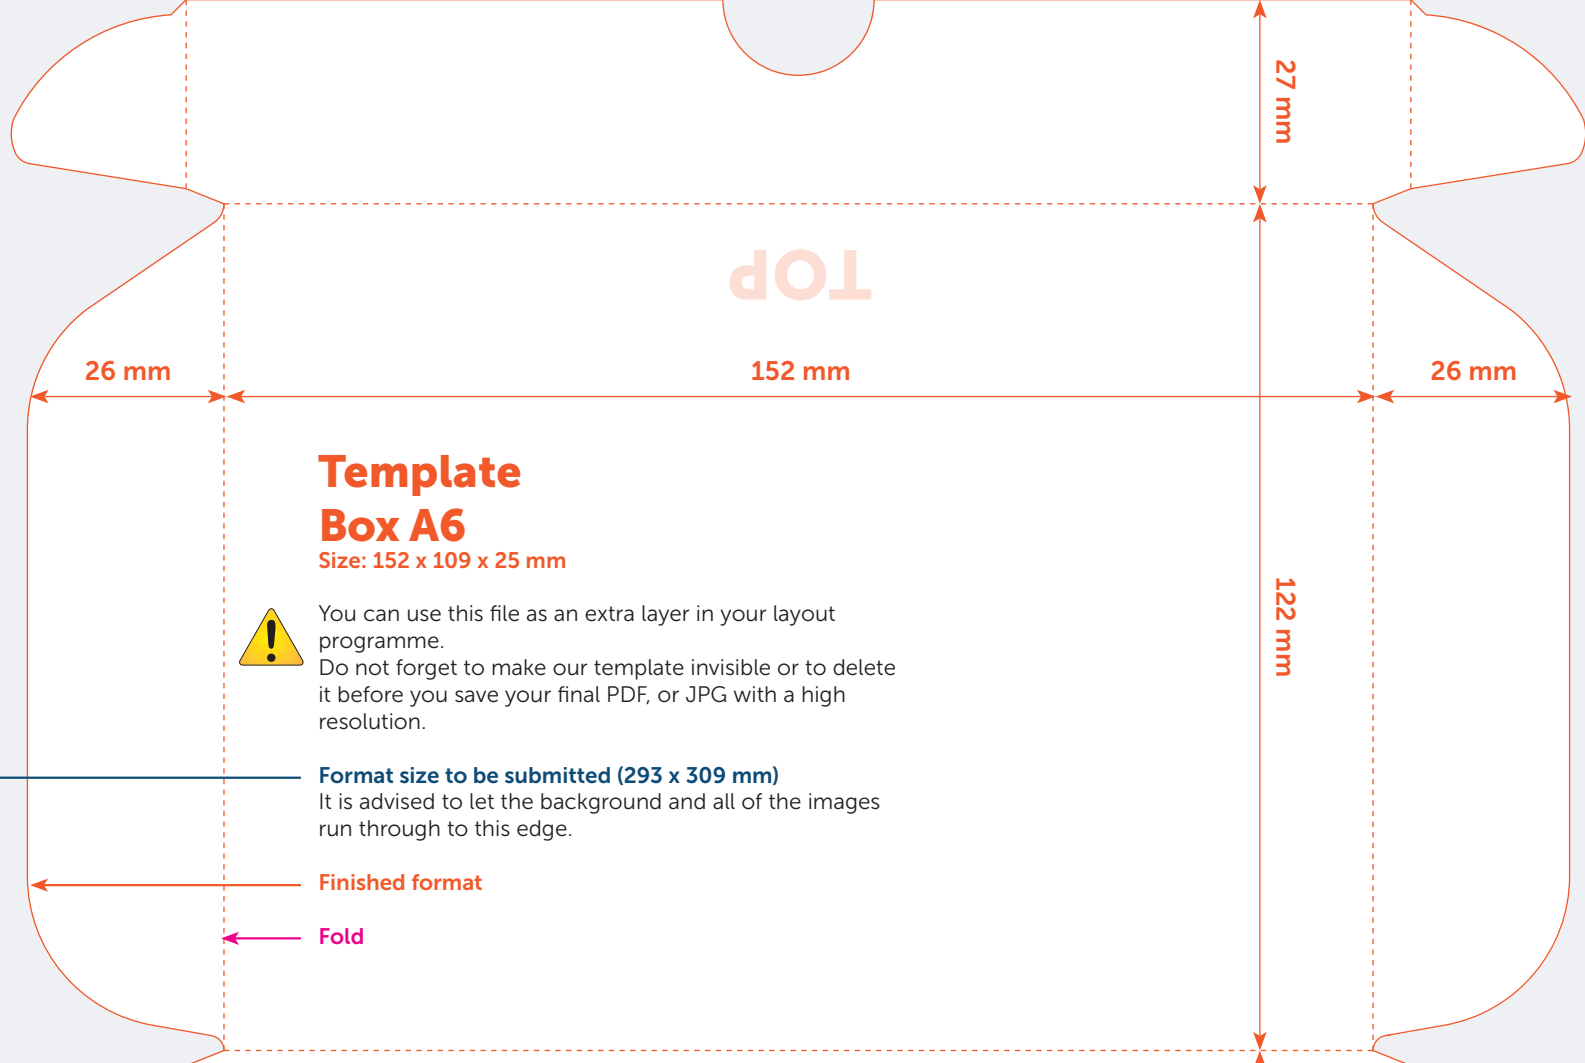 27 mm
TOP
26 mm
152 mm
26 mm
Template
Box A6
Size: 152 x 109 x 25 mm
122 mm
You can use this file as an extra layer in your layout
programme.
Do not forget to make our template invisible or to delete
it before you save your final PDF, or JPG with a high
resolution.
Format size to be submitted (293 x 309 mm)
It is advised to let the background and all of the images
run through to this edge.
Finished format
Fold